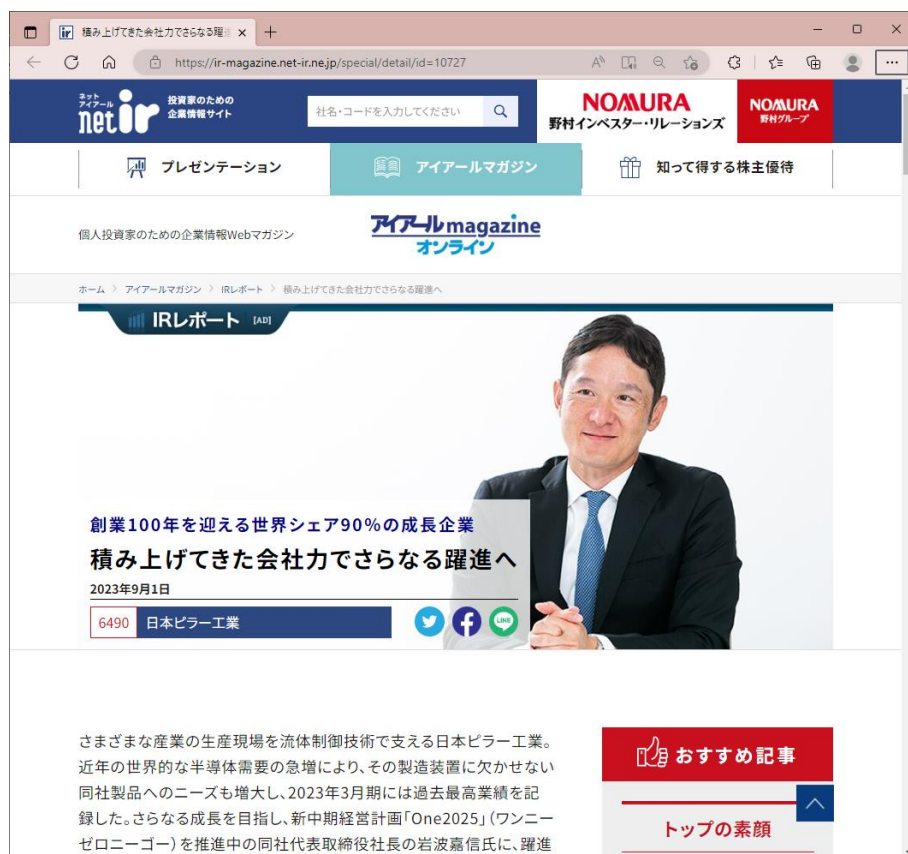 積み上げてきた会社力でさらなる躍
https://ir-magazine.net-ir.ne.jp/special/detail/id=10727
ネット
アイアール
net ir
投資家のための
企業情報サイト
社名・コードを入力してください
NOMURA
野村インベスター・リレーションズ
NOMURA
野村グループ
プレゼンテーション
アイアールマガジン
知って得する株主優待
個人投資家のための企業情報Webマガジン
アイアールmagazine
オンライン
ホーム 〉 アイアールマガジン 〉 IRレポート 〉 積み上げてきた会社力でさらなる躍進へ
IRレポート [AD]
創業100年を迎える世界シェア90%の成長企業
積み上げてきた会社力でさらなる躍進へ
2023年9月1日
6490 日本ピラー工業
LINE
さまざまな産業の生産現場を流体制御技術で支える日本ピラー工業。
近年の世界的な半導体需要の急増により、その製造装置に欠かせない
同社製品へのニーズも増大し、2023年3月期には過去最高業績を記
録した。さらなる成長を目指し、新中期経営計画「One2025」(ワンニー
ゼロニーゴー)を推進中の同社代表取締役社長の岩波嘉信氏に、躍進
おすすめ記事
トップの素顔